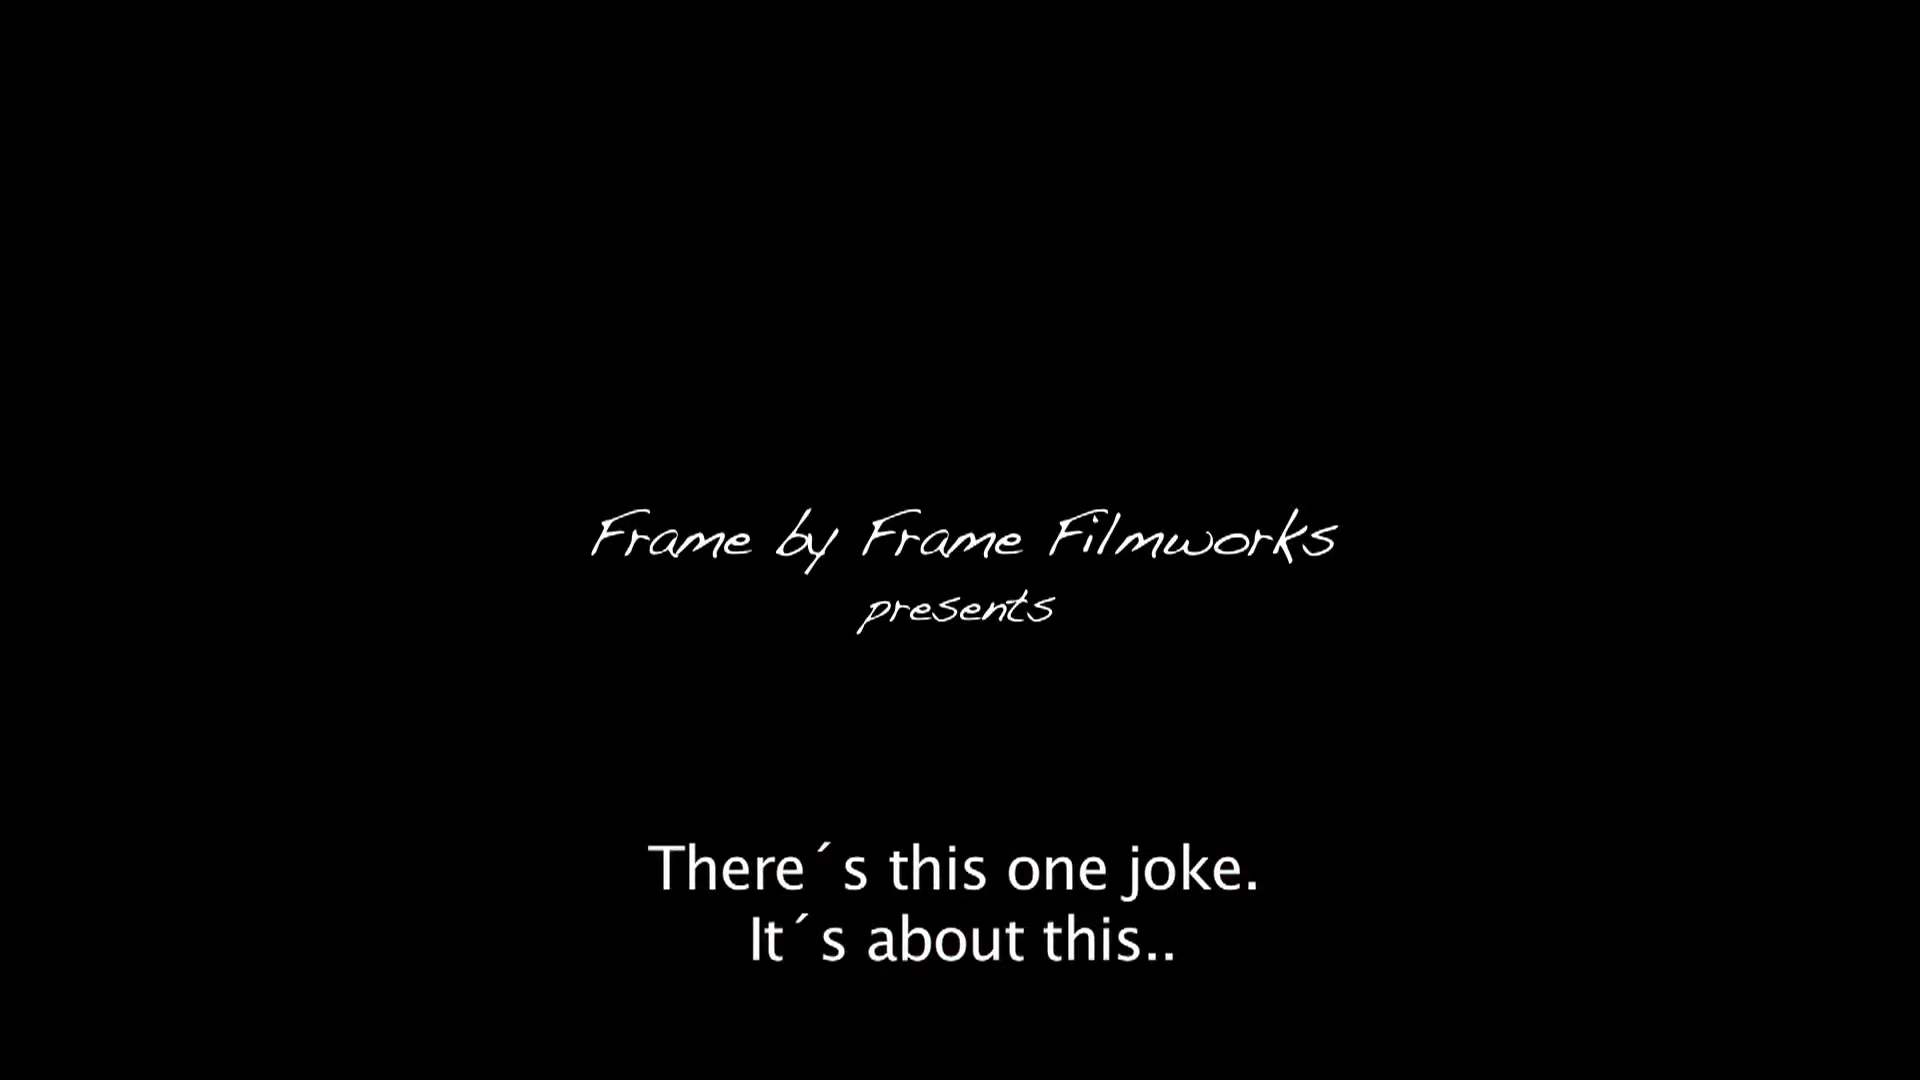 Frame by Frame Filmworks
presents
There´s this one joke.
It´s about this..